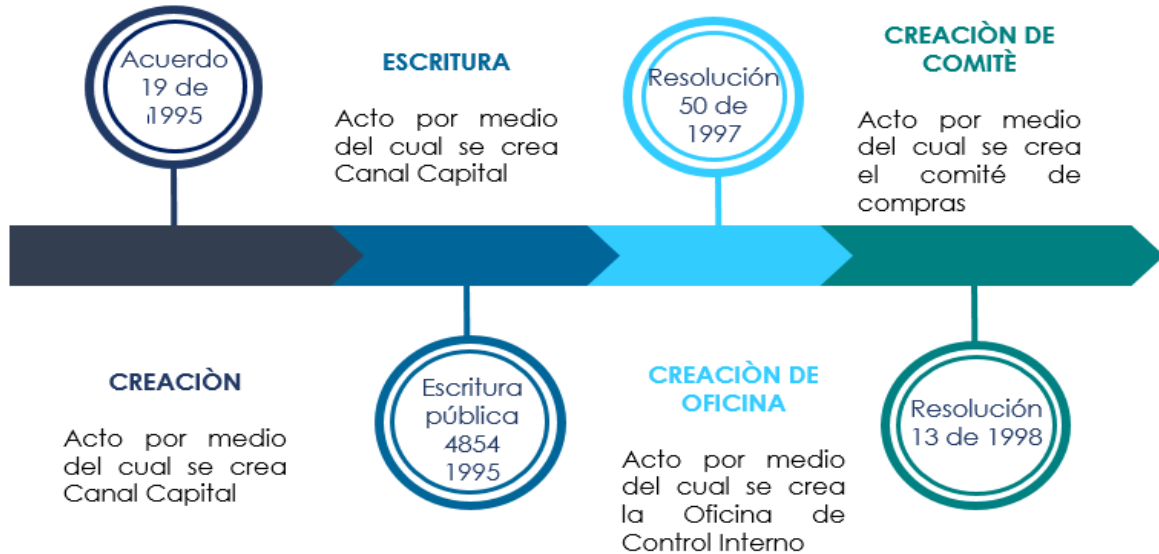 Acuerdo
19 de
1995
CREACIÒN
Acto por medio
del cual se crea
Canal Capital
ESCRITURA
Acto por medio
del cual se crea
Canal Capital
Escritura
pública
4854
1995
Resolución
50 de
1997
CREACIÒN DE
OFICINA
Acto por medio
del cual se crea
la Oficina de
Control Interno
CREACIÒN DE
COMITÈ
Acto por medio
del cual se crea
el comité de
compras
Resolución
13 de 1998